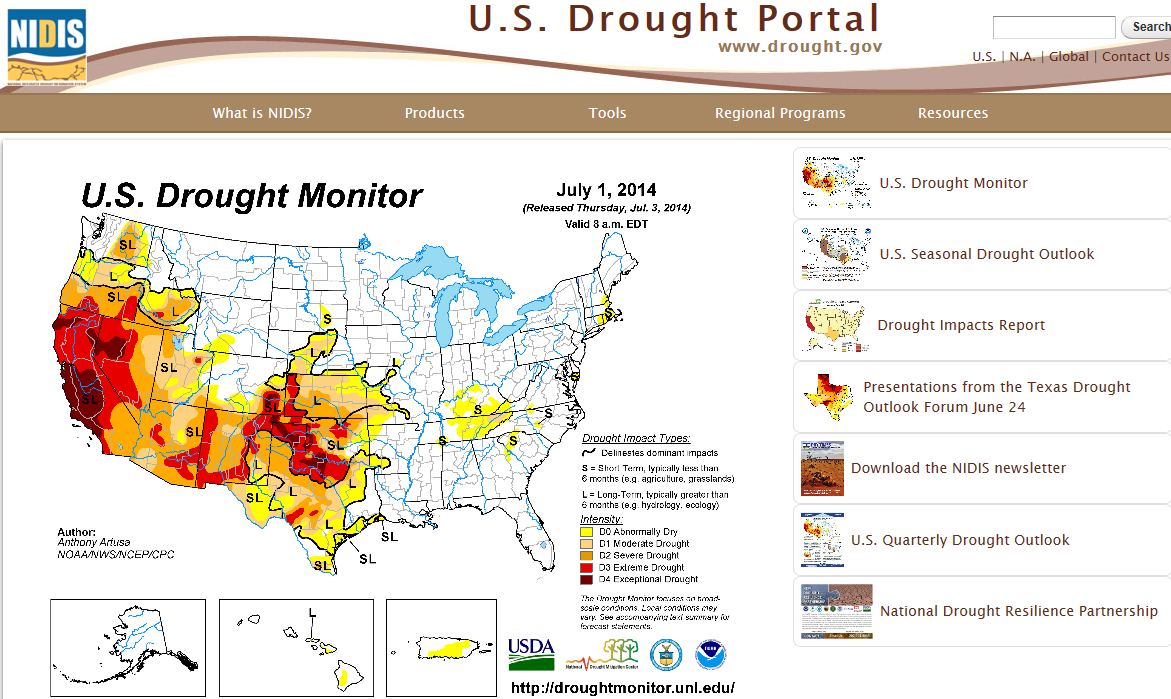 NIDIS
U.S. Drought Portal
www.drought.gov
Search
U.S. | N.A. | Global | Contact Us
What is NIDIS?
Products
Tools
Regional Programs
Resources
U.S. Drought Monitor
July 1, 2014
(Released Thursday, Jul. 3, 2014)
Valid 8 a.m. EDT
SL
L
SL
L
S
S
L
L
SL
L
SL
SL
SL
SL
S
S
S
S
S
L
SL
L
L
L
SL
SL
SL
Drought Impact Types:
Delineates dominant impacts
S = Short-Term, typically less than
6 months (e.g. agriculture, grasslands)
L = Long-Term, typically greater than
6 months (e.g. hydrology, ecology)
Intensity:
D0 Abnormally Dry
D1 Moderate Drought
D2 Severe Drought
D3 Extreme Drought
D4 Exceptional Drought
Author:
Anthony Artusa
NOAA/NWS/NCEP/CPC
The Drought Monitor focuses on broad-
scale conditions. Local conditions may
vary. See accompanying text summary for
forecast statements.
L
USDA
National Drought Mitigation Center
http://droughtmonitor.unl.edu/
U.S. Drought Monitor
U.S. Seasonal Drought Outlook
Drought Impacts Report
Presentations from the Texas Drought
Outlook Forum June 24
Download the NIDIS newsletter
U.S. Quarterly Drought Outlook
National Drought Resilience Partnership